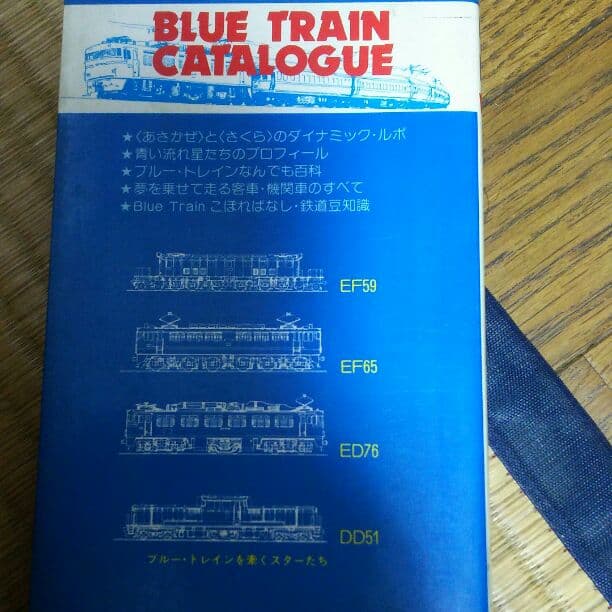 BLUE TRAIN
CATALOGUE
★〈あさかぜ〉と〈さくら〉のダイナミック・ルポ
★青い流れ星たちのプロフィール
★ブルー・トレインなんでも百科
★夢を乗せて走る客車・機関車のすべて
★Blue Train こぼればなし・鉄道豆知識
EF59
EF65
ED76
DD51
ブルー・トレインを牽くスターたち